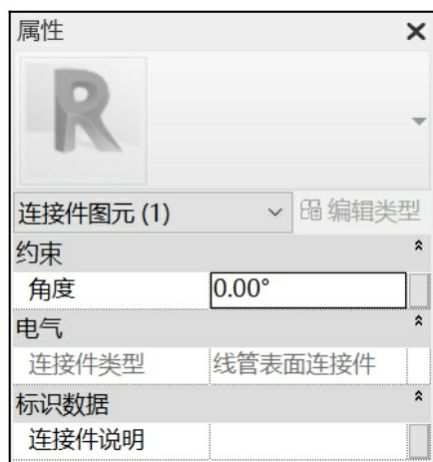 属性
R
连接件图元 (1) 编辑类型
约束
角度 0.00°
电气
连接件类型 线管表面连接件
标识数据
连接件说明